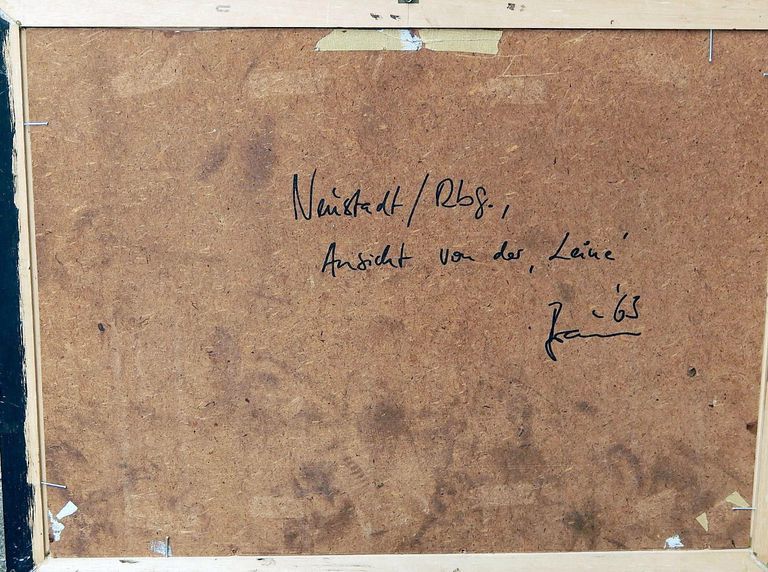 Neustadt/Rbg.,
Ansicht von der ‚Leine‘
'63